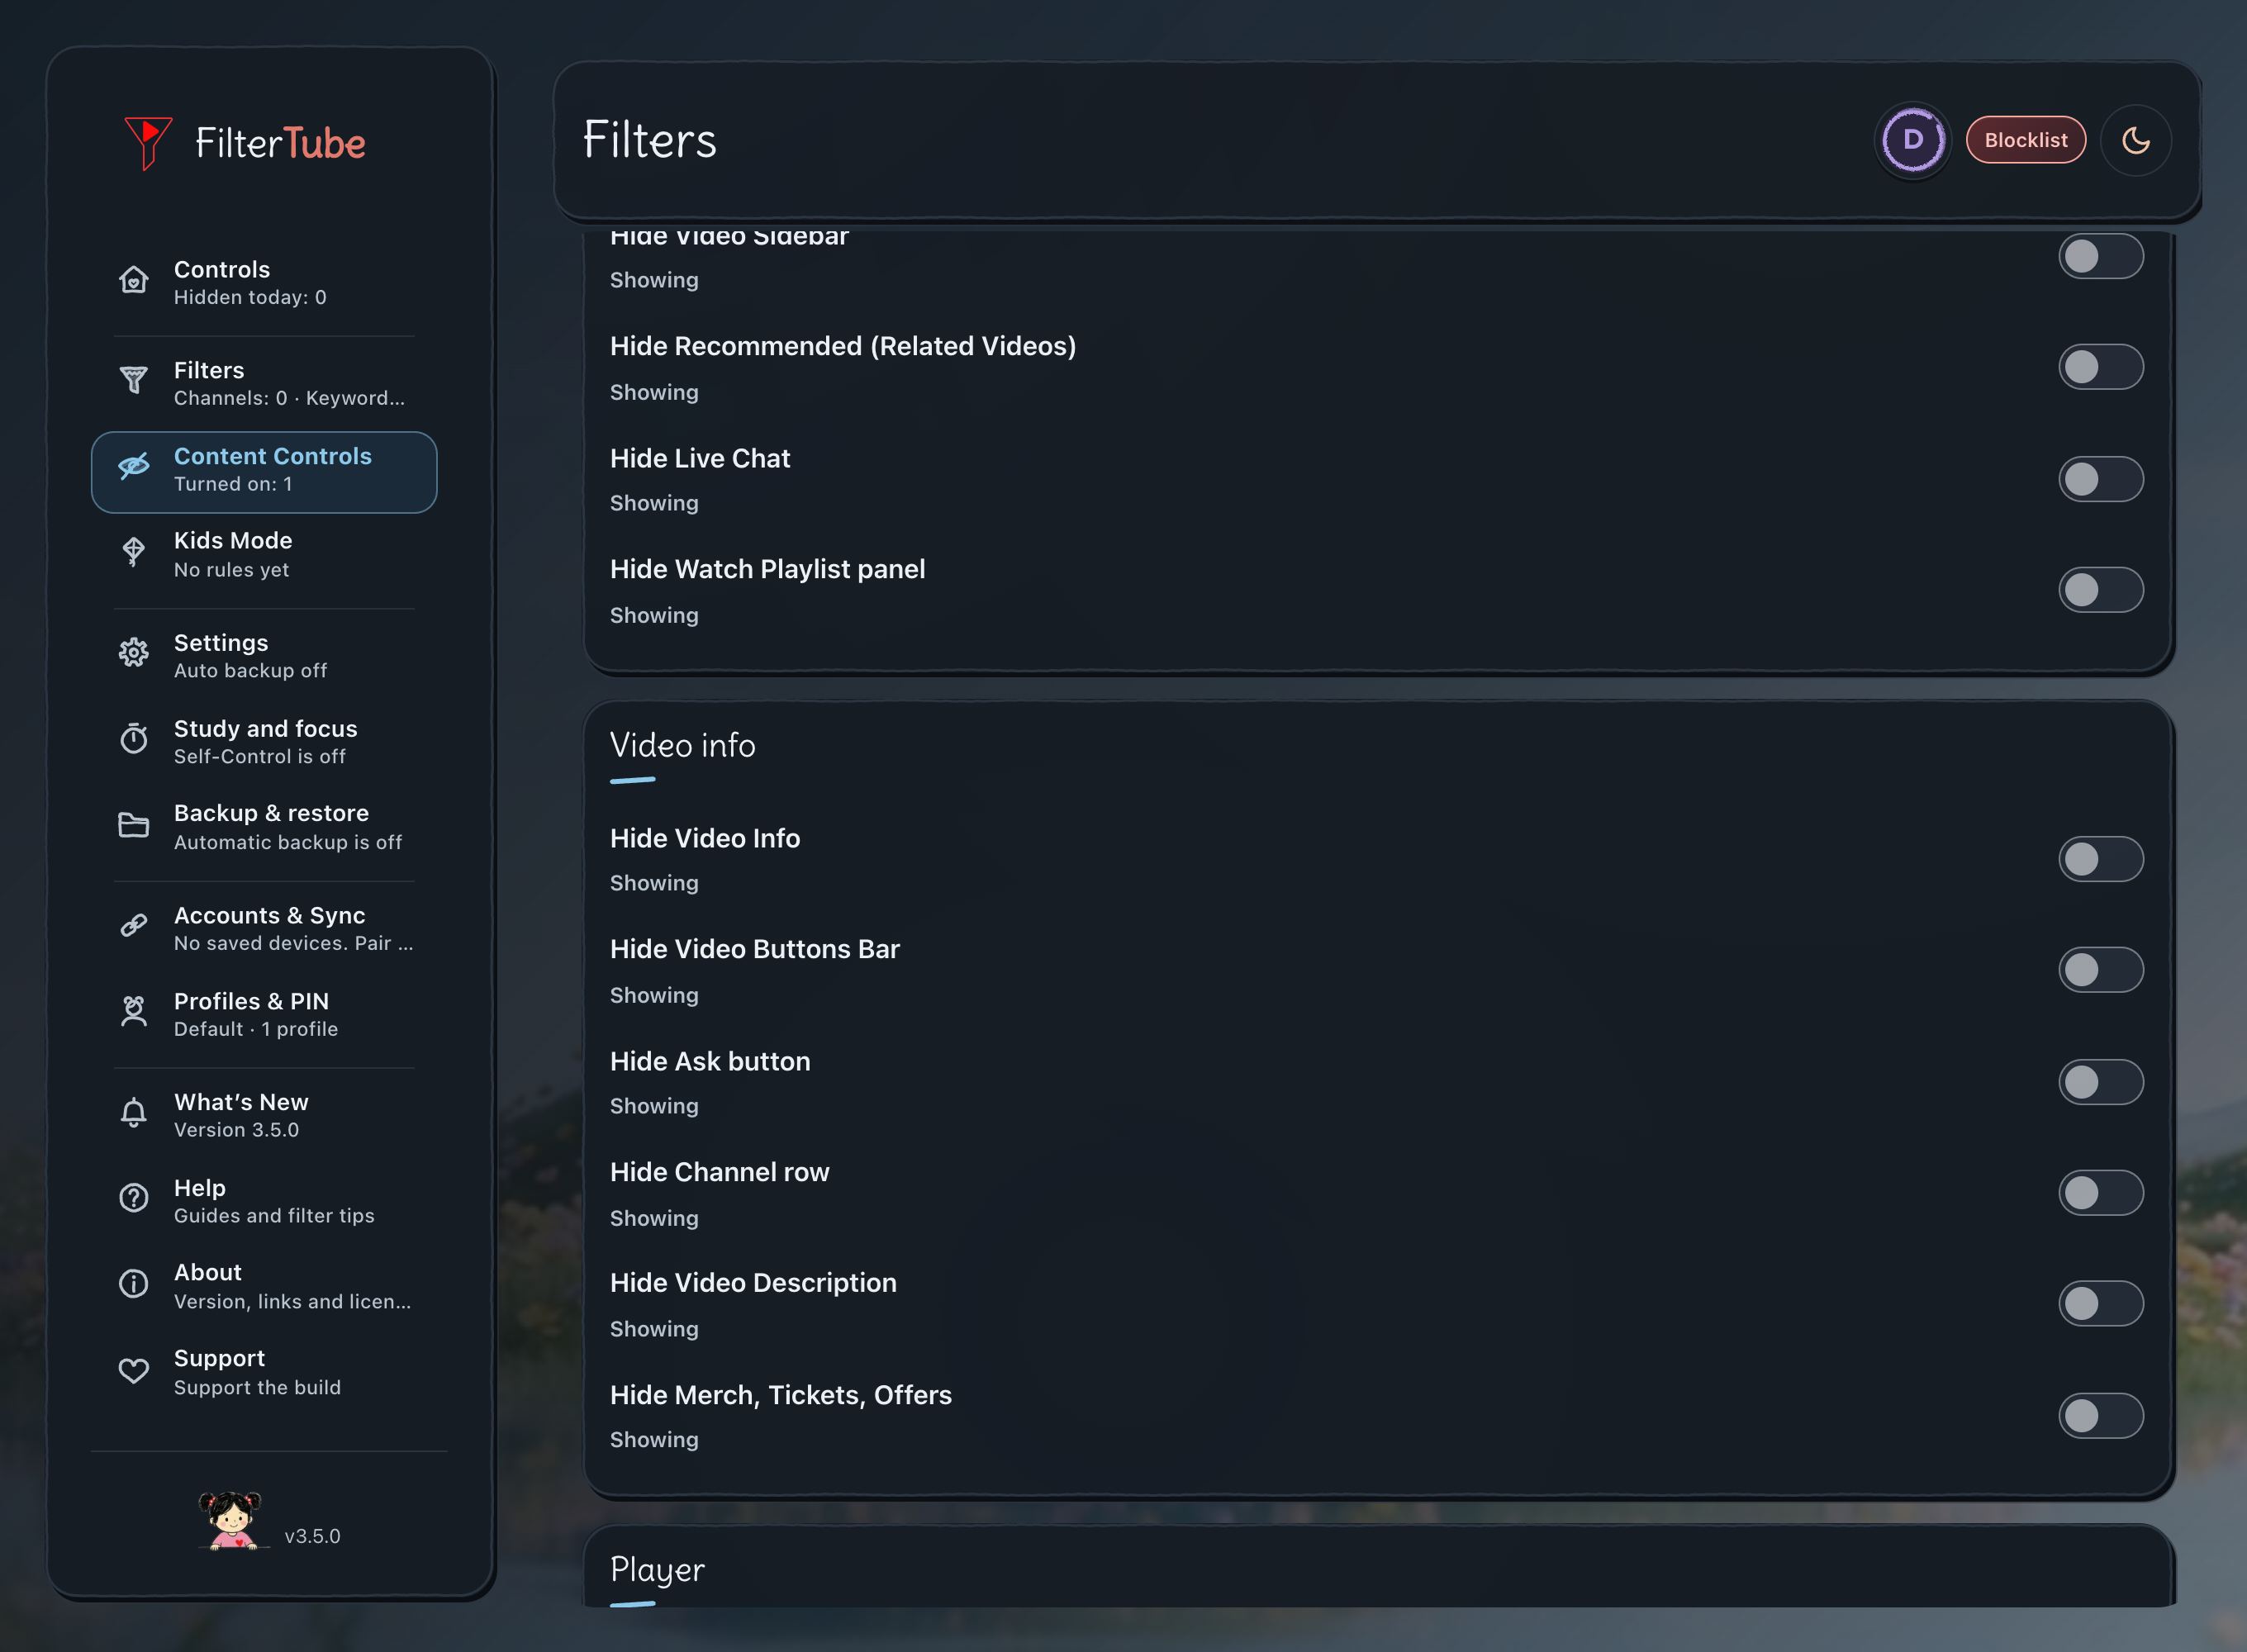 FilterTube
Controls
Hidden today: 0
Filters
Channels: 0 · Keyword...
Content Controls
Turned on: 1
Kids Mode
No rules yet
Settings
Auto backup off
Study and focus
Self-Control is off
Backup & restore
Automatic backup is off
Accounts & Sync
No saved devices. Pair ...
Profiles & PIN
Default · 1 profile
What’s New
Version 3.5.0
Help
Guides and filter tips
About
Version, links and licen...
Support
Support the build
v3.5.0
Filters
D
Blocklist
Hide Video Sidebar
Showing
Hide Recommended (Related Videos)
Showing
Hide Live Chat
Showing
Hide Watch Playlist panel
Showing
Video info
Hide Video Info
Showing
Hide Video Buttons Bar
Showing
Hide Ask button
Showing
Hide Channel row
Showing
Hide Video Description
Showing
Hide Merch, Tickets, Offers
Showing
Player